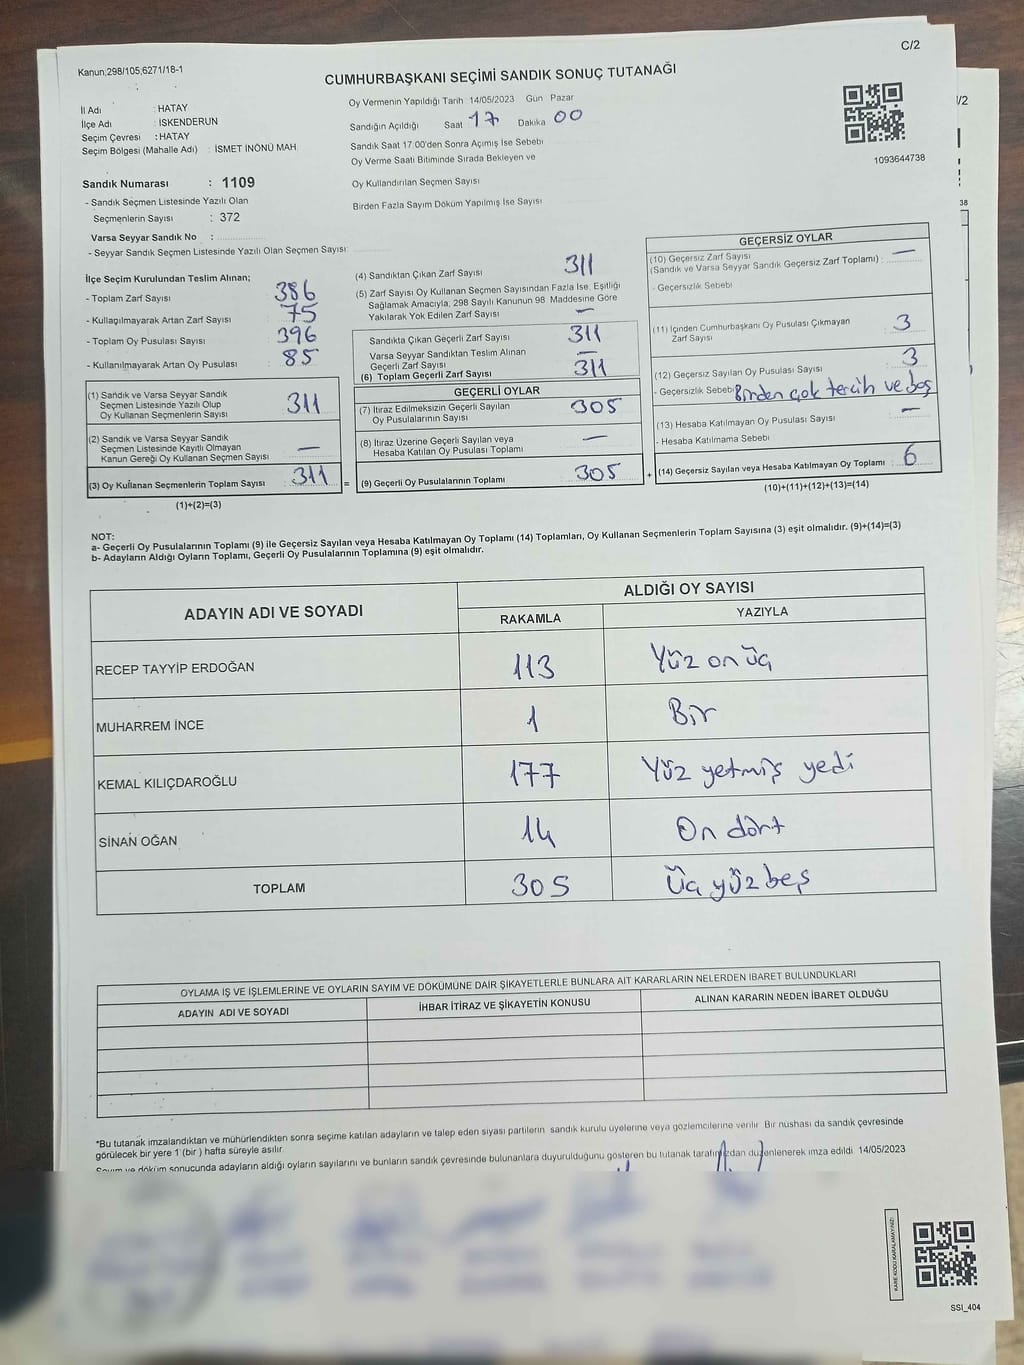 C/2
Kanun;298/105;6271/18-1
CUMHURBAŞKANI SEÇİMİ SANDIK SONUÇ TUTANAĞI
İl Adı : HATAY
İlçe Adı : İSKENDERUN
Seçim Çevresi : HATAY
Seçim Bölgesi (Mahalle Adı) : İSMET İNÖNÜ MAH
Oy Vermenin Yapıldığı Tarih 14/05/2023 Gün Pazar
Sandığın Açıldığı Saat 17 Dakika 00
Sandık Saat 17.00'den Sonra Açımış İse Sebebi
Oy Verme Saati Bitiminde Sırada Bekleyen ve
Oy Kullandırılan Seçmen Sayısı
Birden Fazla Sayım Döküm Yapılmış İse Sayısı
1093644738
Sandık Numarası : 1109
- Sandık Seçmen Listesinde Yazılı Olan
Seçmenlerin Sayısı : 372
Varsa Seyyar Sandık No :
- Seyyar Sandık Seçmen Listesinde Yazılı Olan Seçmen Sayısı:
İlçe Seçim Kurulundan Teslim Alınan;
- Toplam Zarf Sayısı 386
- Kullaçılmayarak Artan Zarf Sayısı 75
- Toplam Oy Pusulası Sayısı 396
- Kullanılmayarak Artan Oy Pusulası 85
(1) Sandık ve Varsa Seyyar Sandık
Seçmen Listesinde Yazılı Olup
Oy Kullanan Seçmenlerin Sayısı 311
(2) Sandık ve Varsa Seyyar Sandık
Seçmen Listesinde Kayıtlı Olmayan
Kanun Gereği Oy Kullanan Seçmen Sayısı —
(3) Oy Kullanan Seçmenlerin Toplam Sayısı 311 =
(1)+(2)=(3)
(4) Sandıktan Çıkan Zarf Sayısı 311
(5) Zarf Sayısı Oy Kullanan Seçmen Sayısından Fazla İse, Eşitliği
Sağlamak Amacıyla, 298 Sayılı Kanunun 98 Maddesine Göre
Yakılarak Yok Edilen Zarf Sayısı —
Sandıkta Çıkan Geçerli Zarf Sayısı 311
Varsa Seyyar Sandıktan Teslim Alınan
Geçerli Zarf Sayısı —
(6) Toplam Geçerli Zarf Sayısı 311
GEÇERLİ OYLAR
(7) İtiraz Edilmeksizin Geçerli Sayılan
Oy Pusulalarının Sayısı 305
(8) İtiraz Üzerine Geçerli Sayılan veya
Hesaba Katılan Oy Pusulası Toplamı —
(9) Geçerli Oy Pusulalarının Toplamı 305 +
GEÇERSİZ OYLAR
(10) Geçersiz Zarf Sayısı
(Sandık ve Varsa Seyyar Sandık Geçersiz Zarf Toplamı) : —
- Geçersizlik Sebebi
(11) İçinden Cumhurbaşkanı Oy Pusulası Çıkmayan
Zarf Sayısı 3
(12) Geçersiz Sayılan Oy Pusulası Sayısı 3
- Geçersizlik Sebebi Birden çok tercih ve boş
(13) Hesaba Katılmayan Oy Pusulası Sayısı —
- Hesaba Katılmama Sebebi
(14) Geçersiz Sayılan veya Hesaba Katılmayan Oy Toplamı 6
(10)+(11)+(12)+(13)=(14)
NOT:
a- Geçerli Oy Pusulalarının Toplamı (9) ile Geçersiz Sayılan veya Hesaba Katılmayan Oy Toplamı (14) Toplamları, Oy Kullanan Seçmenlerin Toplam Sayısına (3) eşit olmalıdır. (9)+(14)=(3)
b- Adayların Aldığı Oyların Toplamı, Geçerli Oy Pusulalarının Toplamına (9) eşit olmalıdır.
ADAYIN ADI VE SOYADI
ALDIĞI OY SAYISI
RAKAMLA YAZIYLA
RECEP TAYYİP ERDOĞAN 113 Yüz on üç
MUHARREM İNCE 1 Bir
KEMAL KILIÇDAROĞLU 177 Yüz yetmiş yedi
SİNAN OĞAN 14 On dört
TOPLAM 305 Üç yüz beş
OYLAMA İŞ VE İŞLEMLERİNE VE OYLARIN SAYIM VE DÖKÜMÜNE DAİR ŞİKAYETLERLE BUNLARA AİT KARARLARIN NELERDEN İBARET BULUNDUKLARI
ADAYIN ADI VE SOYADI İHBAR İTİRAZ VE ŞİKAYETİN KONUSU ALINAN KARARIN NEDEN İBARET OLDUĞU
*Bu tutanak imzalandıktan ve mühürlendikten sonra seçime katılan adayların ve talep eden siyasi partilerin sandık kurulu üyelerine veya gözlemcilerine verilir. Bir nushası da sandık çevresinde
görülecek bir yere 1 (bir ) hafta süreyle asılır.
Sayım ve döküm sonucunda adayların aldığı oyların sayılarını ve bunların sandık çevresinde bulunanlara duyurulduğunu gösteren bu tutanak tarafımızdan düzenlenerek imza edildi 14/05/2023
KARE KODU KARALAMAYINIZ!
SSI_404
/2
38